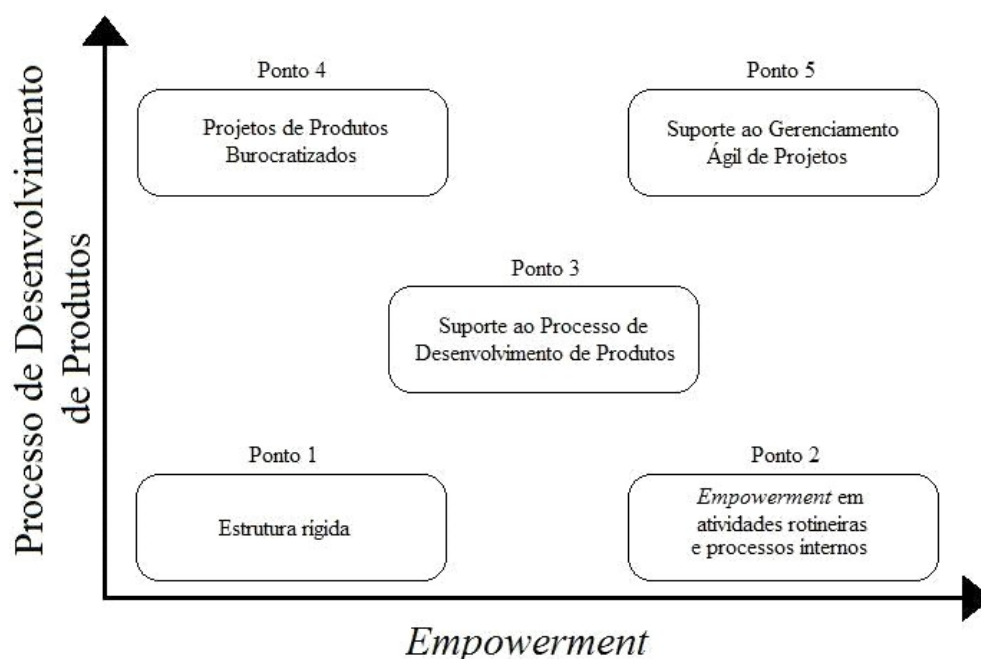 Processo de Desenvolvimento
de Produtos
Ponto 4
Projetos de Produtos
Burocratizados
Ponto 5
Suporte ao Gerenciamento
Ágil de Projetos
Ponto 3
Suporte ao Processo de
Desenvolvimento de Produtos
Ponto 1
Estrutura rígida
Ponto 2
Empowerment em
atividades rotineiras
e processos internos
Empowerment